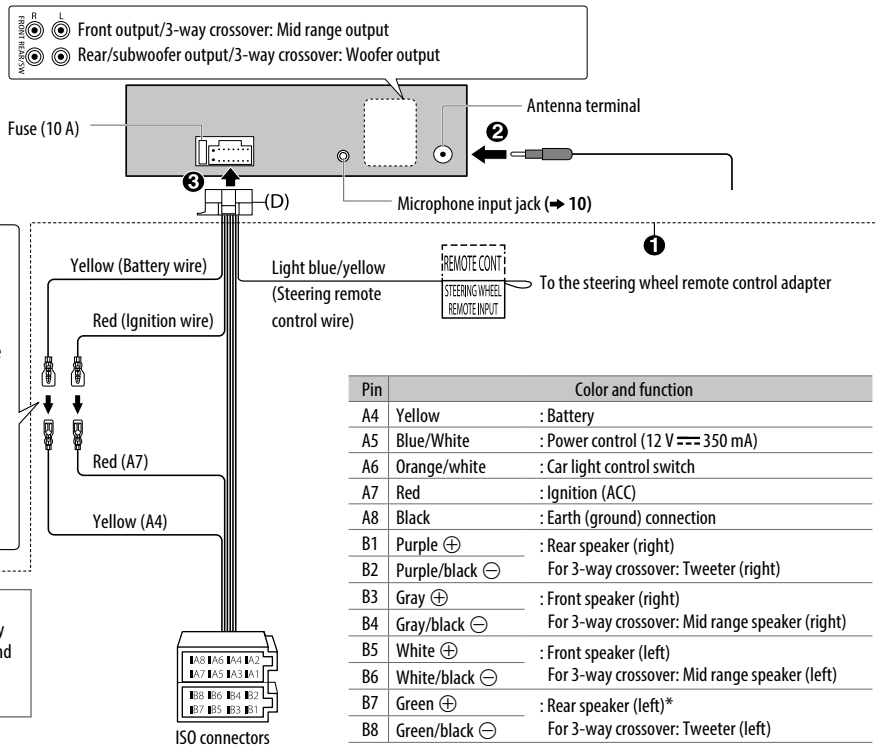 R L
FRONT
REAR/SW
Front output/3-way crossover: Mid range output
Rear/subwoofer output/3-way crossover: Woofer output
Antenna terminal
Fuse (10 A)
❷
❸
(D)
Microphone input jack (➜ 10)
❶
Yellow (Battery wire)
Light blue/yellow
(Steering remote
control wire)
REMOTE CONT
STEERING WHEEL
REMOTE INPUT
To the steering wheel remote control adapter
Red (Ignition wire)
Red (A7)
Yellow (A4)
Pin Color and function
A4 Yellow : Battery
A5 Blue/White : Power control (12 V ⎓ 350 mA)
A6 Orange/white : Car light control switch
A7 Red : Ignition (ACC)
A8 Black : Earth (ground) connection
B1 Purple ⊕ : Rear speaker (right)
B2 Purple/black ⊖ For 3-way crossover: Tweeter (right)
B3 Gray ⊕ : Front speaker (right)
B4 Gray/black ⊖ For 3-way crossover: Mid range speaker (right)
B5 White ⊕ : Front speaker (left)
B6 White/black ⊖ For 3-way crossover: Mid range speaker (left)
B7 Green ⊕ : Rear speaker (left)*
B8 Green/black ⊖ For 3-way crossover: Tweeter (left)
A8 A6 A4 A2
A7 A5 A3 A1
B8 B6 B4 B2
B7 B5 B3 B1
ISO connectors